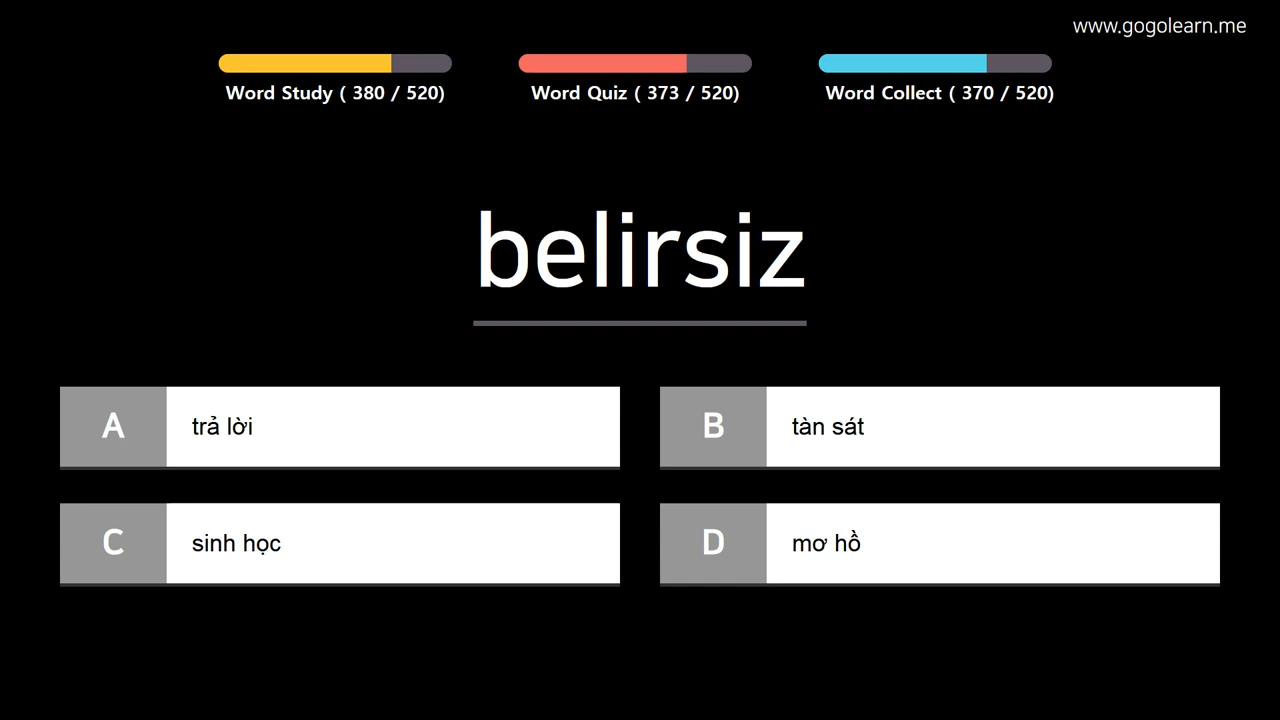 www.gogolearn.me
Word Study ( 380 / 520)
Word Quiz ( 373 / 520)
Word Collect ( 370 / 520)
belirsiz
A trả lời
B tàn sát
C sinh học
D mơ hồ